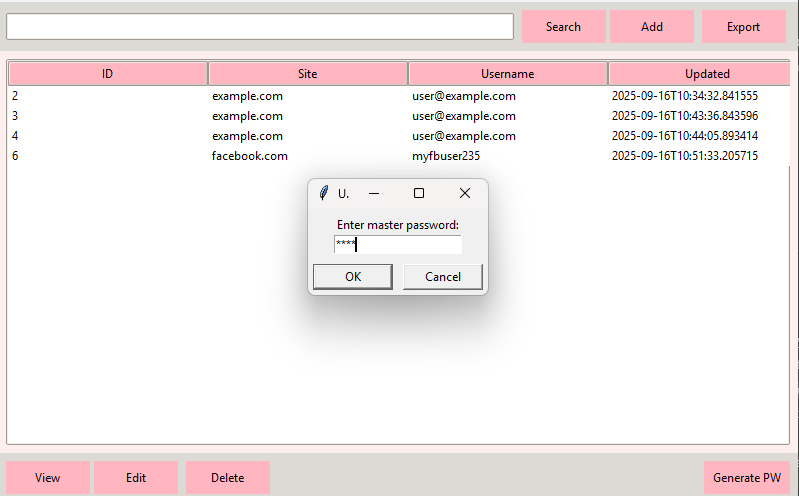 Search Add Export
ID Site Username Updated
2 example.com user@example.com 2025-09-16T10:34:32.841555
3 example.com user@example.com 2025-09-16T10:43:36.843596
4 example.com user@example.com 2025-09-16T10:44:05.893414
6 facebook.com myfbuser235 2025-09-16T10:51:33.205715
U.
Enter master password:
****
OK Cancel
View Edit Delete Generate PW